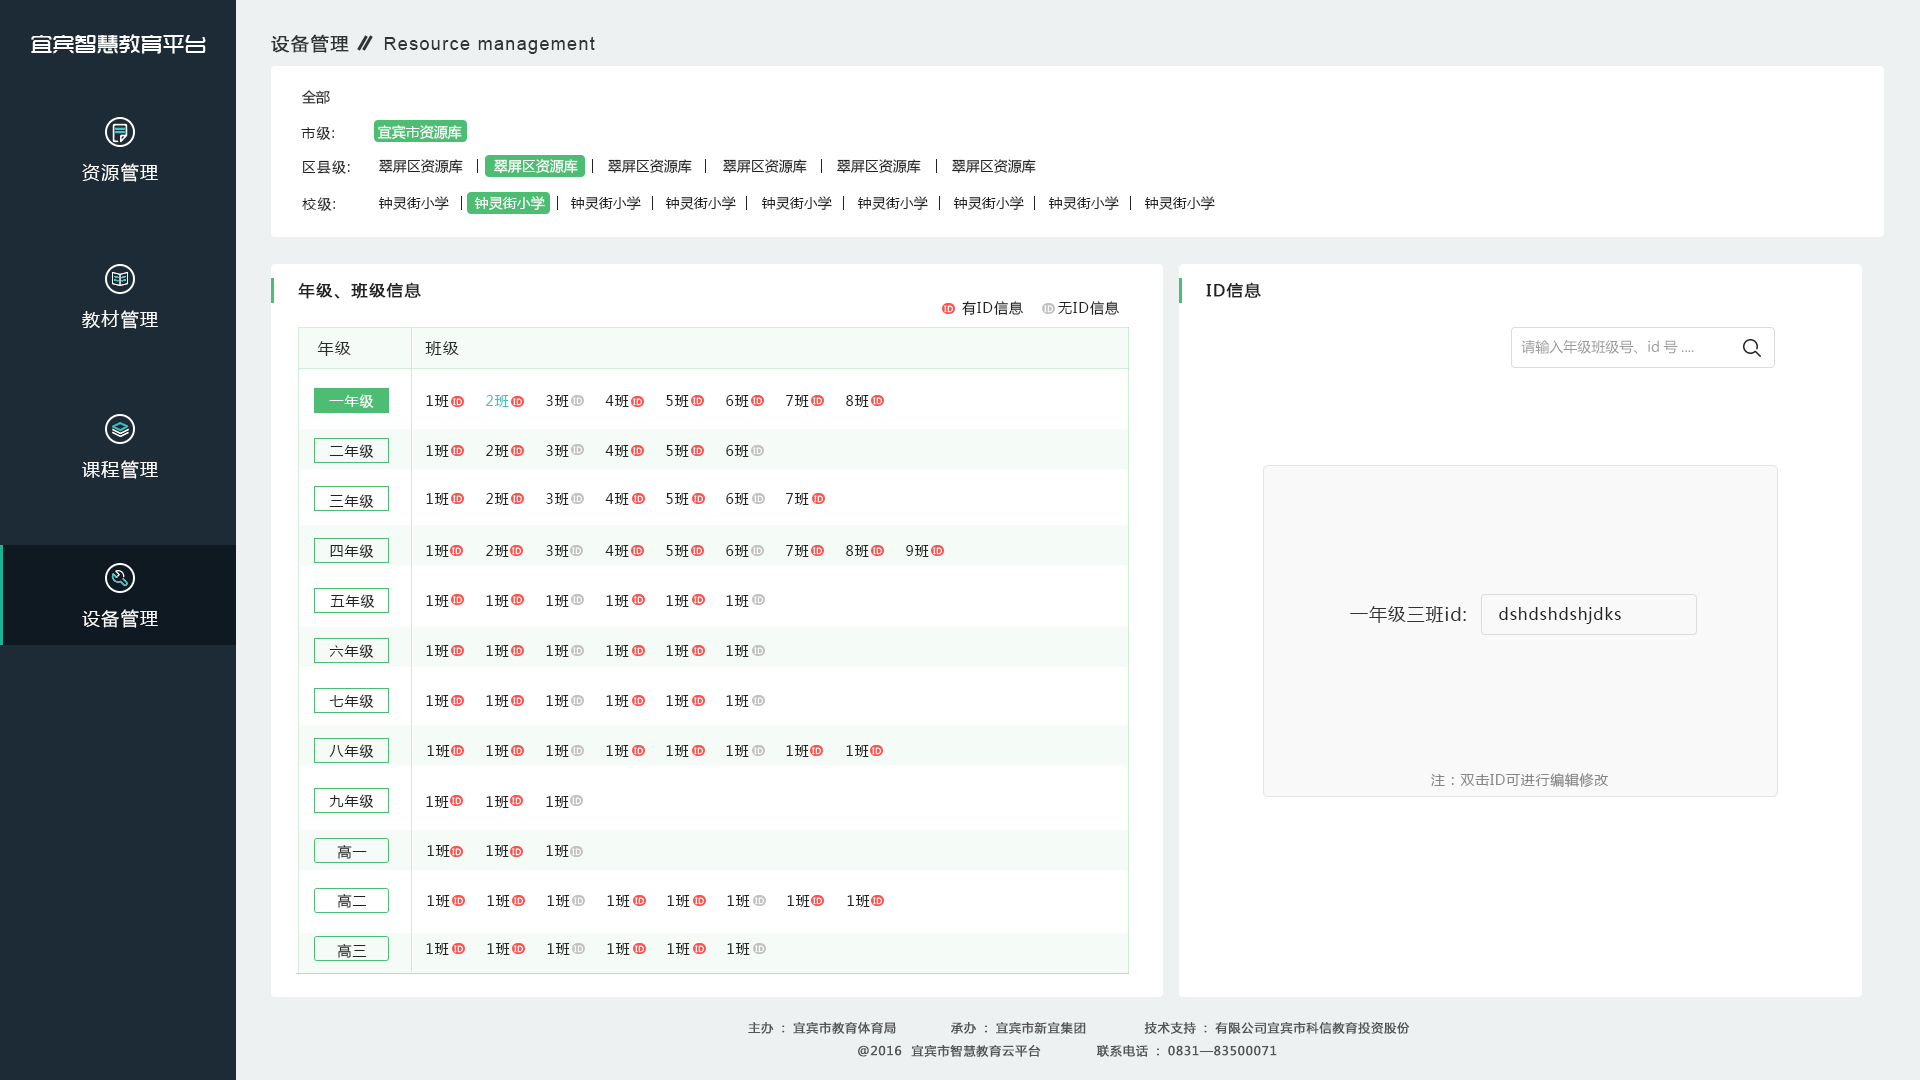 宜宾智慧教育平台
资源管理
教材管理
课程管理
设备管理
设备管理 // Resource management
全部
市级: 宜宾市资源库
区县级: 翠屏区资源库 | 翠屏区资源库 | 翠屏区资源库 | 翠屏区资源库 | 翠屏区资源库 | 翠屏区资源库
校级: 钟灵街小学 | 钟灵街小学 | 钟灵街小学 | 钟灵街小学 | 钟灵街小学 | 钟灵街小学 | 钟灵街小学 | 钟灵街小学 | 钟灵街小学
年级、班级信息
ID 有ID信息 ID 无ID信息
年级 班级
一年级 1班ID 2班ID 3班ID 4班ID 5班ID 6班ID 7班ID 8班ID
二年级 1班ID 2班ID 3班ID 4班ID 5班ID 6班ID
三年级 1班ID 2班ID 3班ID 4班ID 5班ID 6班ID 7班ID
四年级 1班ID 2班ID 3班ID 4班ID 5班ID 6班ID 7班ID 8班ID 9班ID
五年级 1班ID 1班ID 1班ID 1班ID 1班ID 1班ID
六年级 1班ID 1班ID 1班ID 1班ID 1班ID 1班ID
七年级 1班ID 1班ID 1班ID 1班ID 1班ID 1班ID
八年级 1班ID 1班ID 1班ID 1班ID 1班ID 1班ID 1班ID 1班ID
九年级 1班ID 1班ID 1班ID
高一 1班ID 1班ID 1班ID
高二 1班ID 1班ID 1班ID 1班ID 1班ID 1班ID 1班ID 1班ID
高三 1班ID 1班ID 1班ID 1班ID 1班ID 1班ID
ID信息
请输入年级班级号、id 号 ....
一年级三班id: dshdshdshjdks
注：双击ID可进行编辑修改
主办 ： 宜宾市教育体育局 承办 ： 宜宾市新宜集团 技术支持 ： 有限公司宜宾市科信教育投资股份
@2016 宜宾市智慧教育云平台 联系电话 ： 0831—83500071